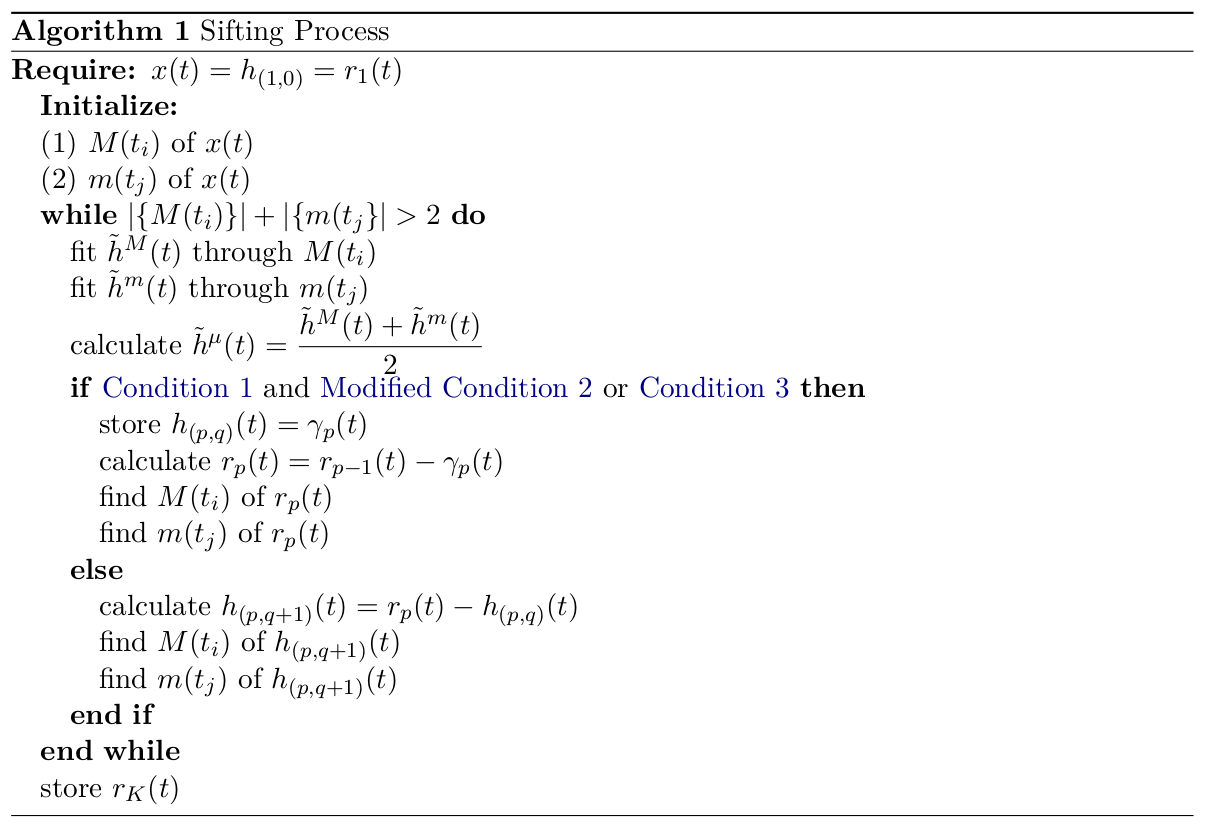 Algorithm 1 Sifting Process
Require: x(t) = h_{(1,0)} = r_1(t)
Initialize:
(1) M(t_i) of x(t)
(2) m(t_j) of x(t)
while |{M(t_i)}| + |{m(t_j}| > 2 do
fit \tilde{h}^M(t) through M(t_i)
fit \tilde{h}^m(t) through m(t_j)
calculate \tilde{h}^μ(t) = \frac{\tilde{h}^M(t) + \tilde{h}^m(t)}{2}
if Condition 1 and Modified Condition 2 or Condition 3 then
store h_{(p,q)}(t) = γ_p(t)
calculate r_p(t) = r_{p−1}(t) − γ_p(t)
find M(t_i) of r_p(t)
find m(t_j) of r_p(t)
else
calculate h_{(p,q+1)}(t) = r_p(t) − h_{(p,q)}(t)
find M(t_i) of h_{(p,q+1)}(t)
find m(t_j) of h_{(p,q+1)}(t)
end if
end while
store r_K(t)